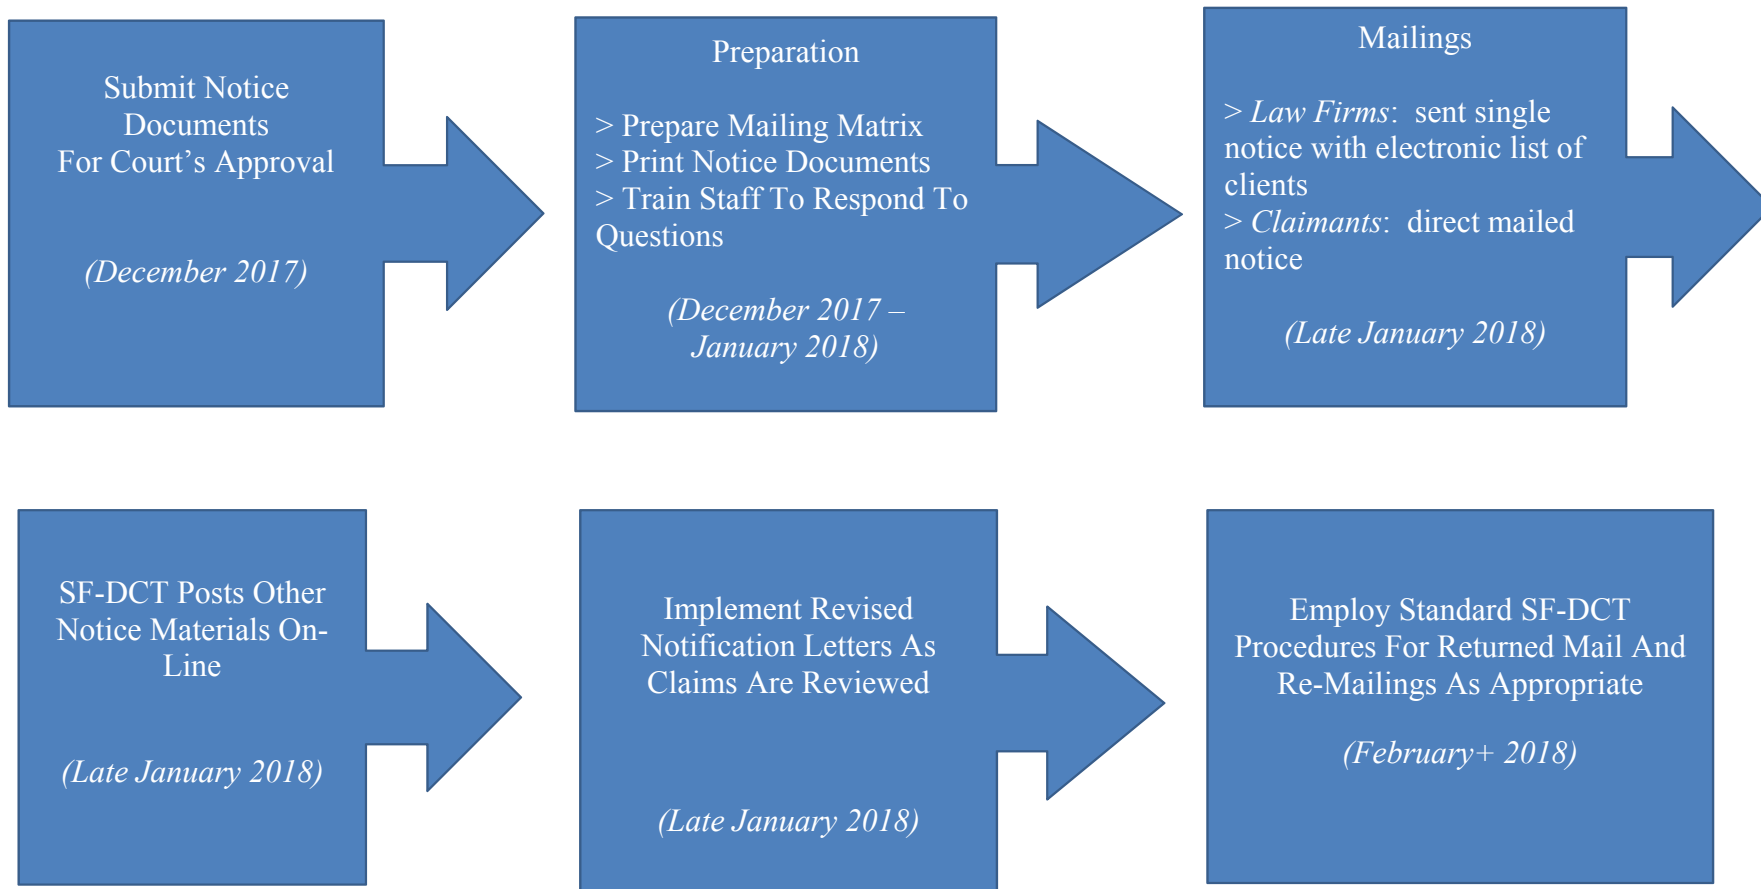 Submit Notice
Documents
For Court’s Approval
(December 2017)
Preparation
> Prepare Mailing Matrix
> Print Notice Documents
> Train Staff To Respond To
Questions
(December 2017 –
January 2018)
Mailings
> Law Firms:  sent single
notice with electronic list of
clients
> Claimants:  direct mailed
notice
(Late January 2018)
SF-DCT Posts Other
Notice Materials On-
Line
(Late January 2018)
Implement Revised
Notification Letters As
Claims Are Reviewed
(Late January 2018)
Employ Standard SF-DCT
Procedures For Returned Mail And
Re-Mailings As Appropriate
(February+ 2018)